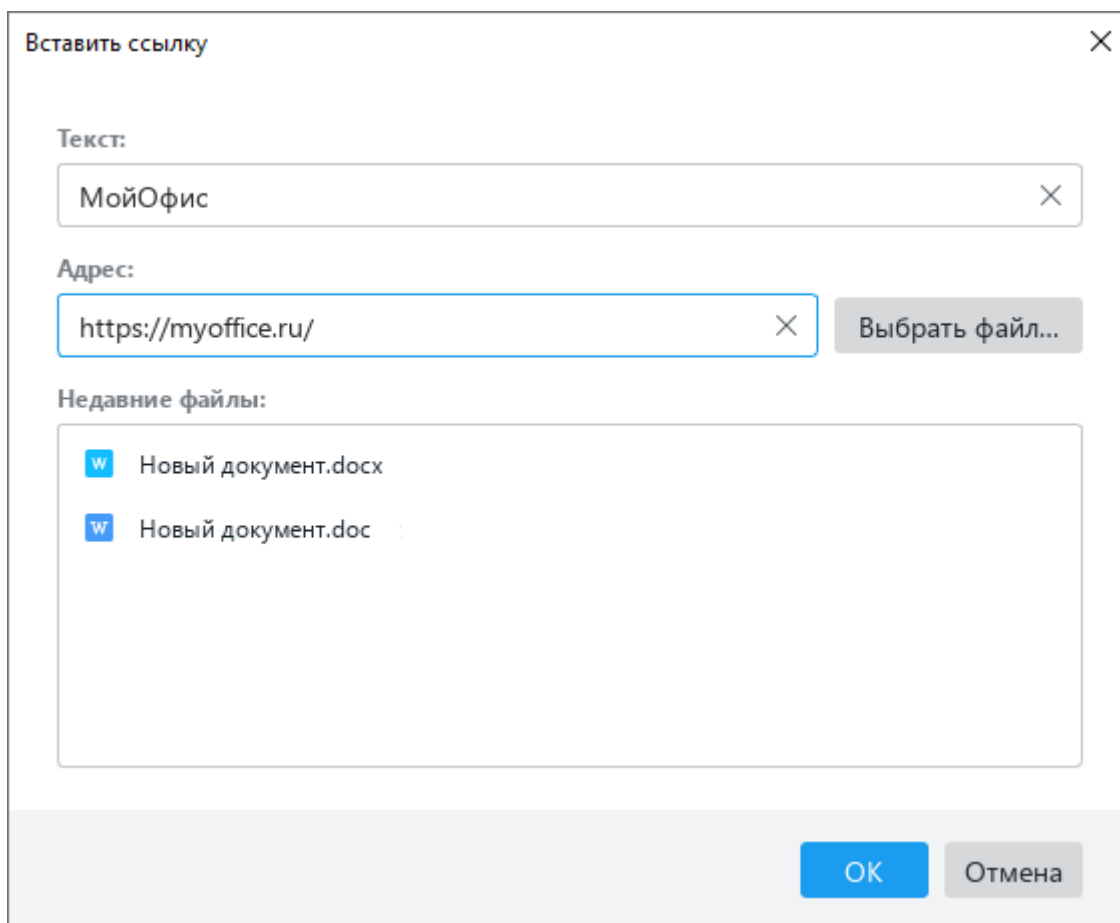 Вставить ссылку
Текст:
МойОфис
Адрес:
https://myoffice.ru/
Выбрать файл...
Недавние файлы:
W Новый документ.docx
W Новый документ.doc
ОК Отмена